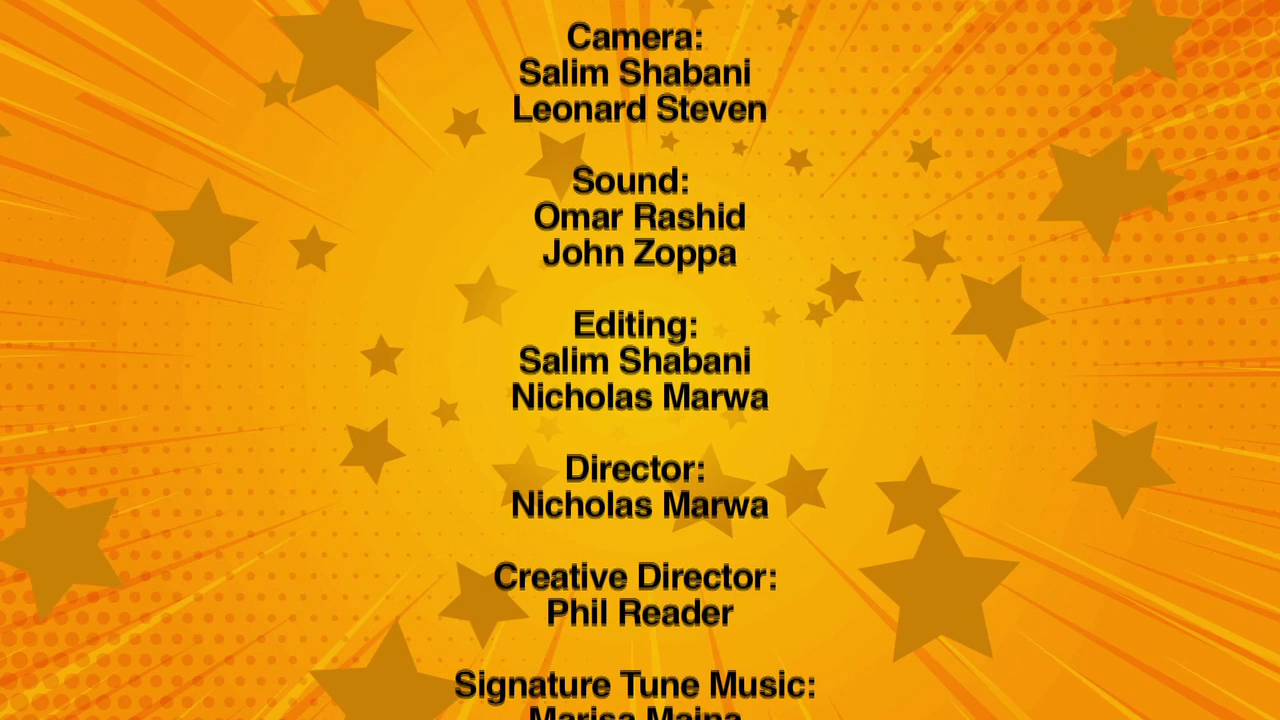 Camera:
Salim Shabani
Leonard Steven
Sound:
Omar Rashid
John Zoppa
Editing:
Salim Shabani
Nicholas Marwa
Director:
Nicholas Marwa
Creative Director:
Phil Reader
Signature Tune Music: